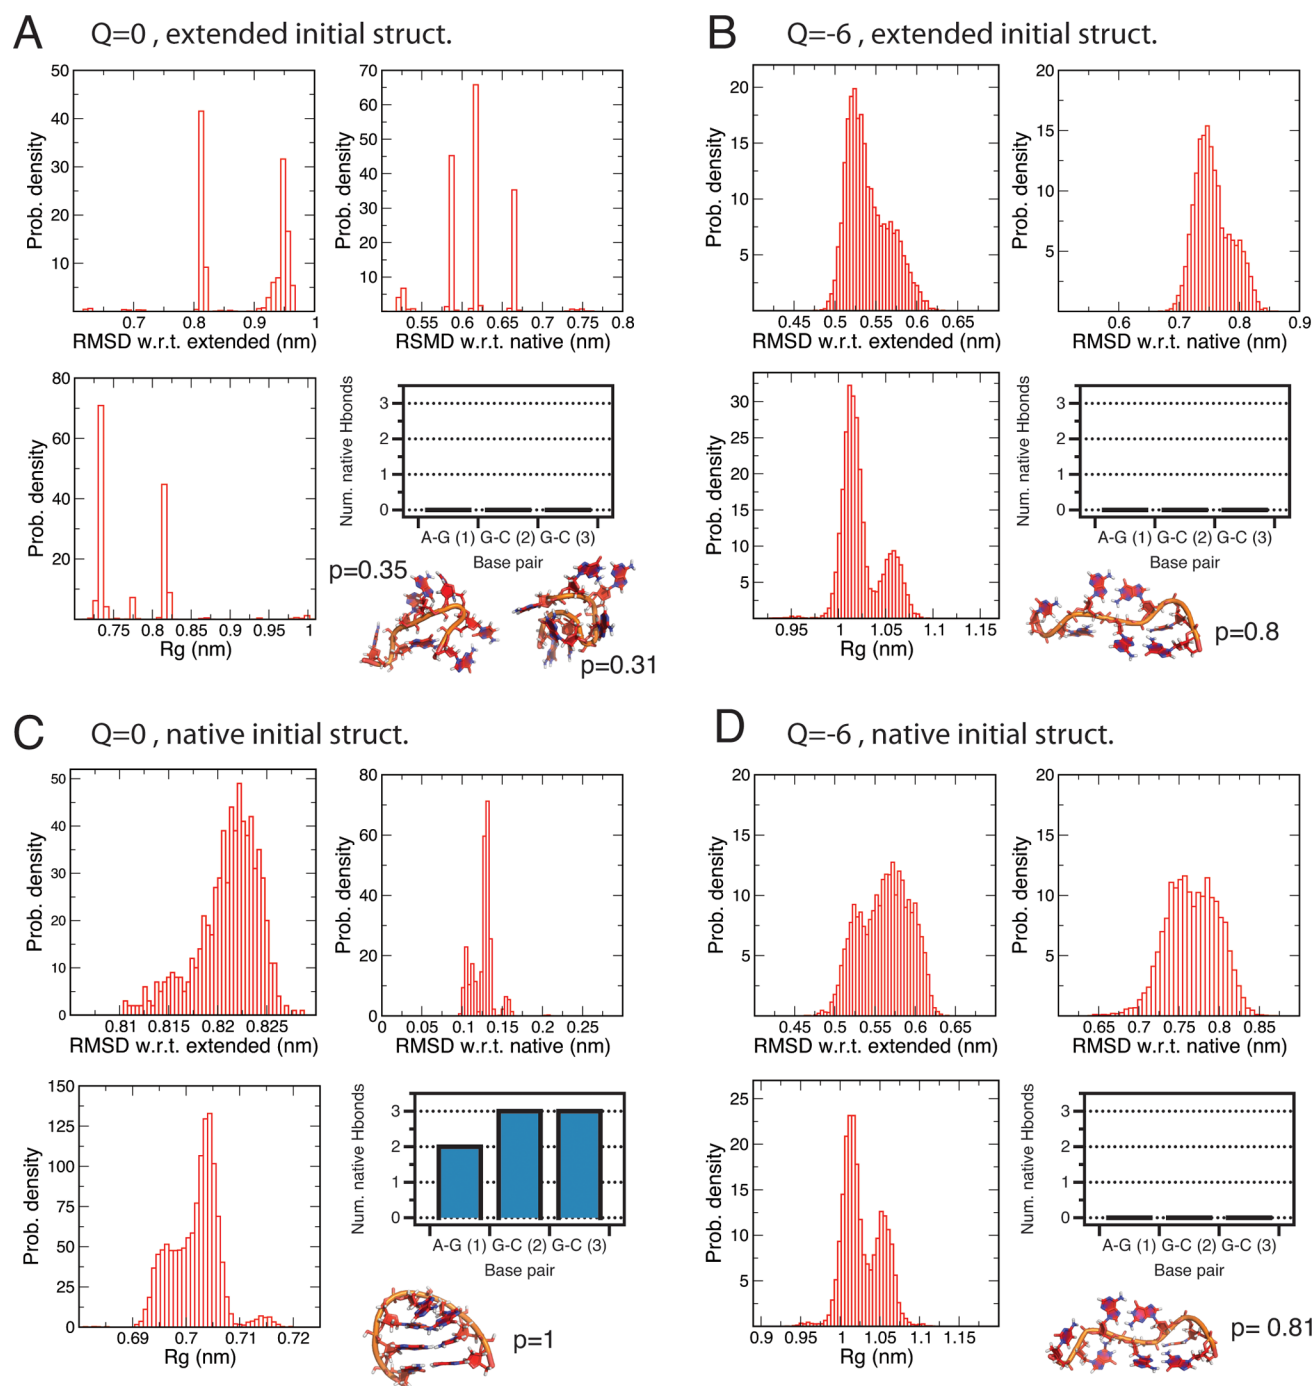 A Q=0 , extended initial struct.
50
40
30
20
10
Prob. density
0.7 0.8 0.9 1
RMSD w.r.t. extended (nm)
70
60
50
40
30
20
10
Prob. density
0.55 0.6 0.65 0.7 0.75 0.8
RSMD w.r.t. native (nm)
80
60
40
20
Prob. density
0.75 0.8 0.85 0.9 0.95 1
Rg (nm)
Num. native Hbonds
3
2
1
0
A-G (1) G-C (2) G-C (3)
Base pair
p=0.35
p=0.31
B Q=-6 , extended initial struct.
20
15
10
5
Prob. density
0.45 0.5 0.55 0.6 0.65
RMSD w.r.t. extended (nm)
20
15
10
5
Prob. density
0.6 0.7 0.8 0.9
RMSD w.r.t. native (nm)
30
25
20
15
10
5
Prob. density
0.95 1 1.05 1.1 1.15
Rg (nm)
Num. native Hbonds
3
2
1
0
A-G (1) G-C (2) G-C (3)
Base pair
p=0.8
C Q=0 , native initial struct.
50
40
30
20
10
0
Prob. density
0.81 0.815 0.82 0.825
RMSD w.r.t. extended (nm)
80
60
40
20
0
Prob. density
0 0.05 0.1 0.15 0.2 0.25
RMSD w.r.t. native (nm)
150
125
100
75
50
25
0
Prob. density
0.69 0.7 0.71 0.72
Rg (nm)
Num. native Hbonds
3
2
1
0
A-G (1) G-C (2) G-C (3)
Base pair
p=1
D Q=-6 , native initial struct.
20
15
10
5
Prob. density
0.45 0.5 0.55 0.6 0.65
RMSD w.r.t. extended (nm)
20
15
10
5
Prob. density
0.65 0.7 0.75 0.8 0.85
RMSD w.r.t. native (nm)
25
20
15
10
5
Prob. density
0.9 0.95 1 1.05 1.1 1.15
Rg (nm)
Num. native Hbonds
3
2
1
0
A-G (1) G-C (2) G-C (3)
Base pair
p= 0.81